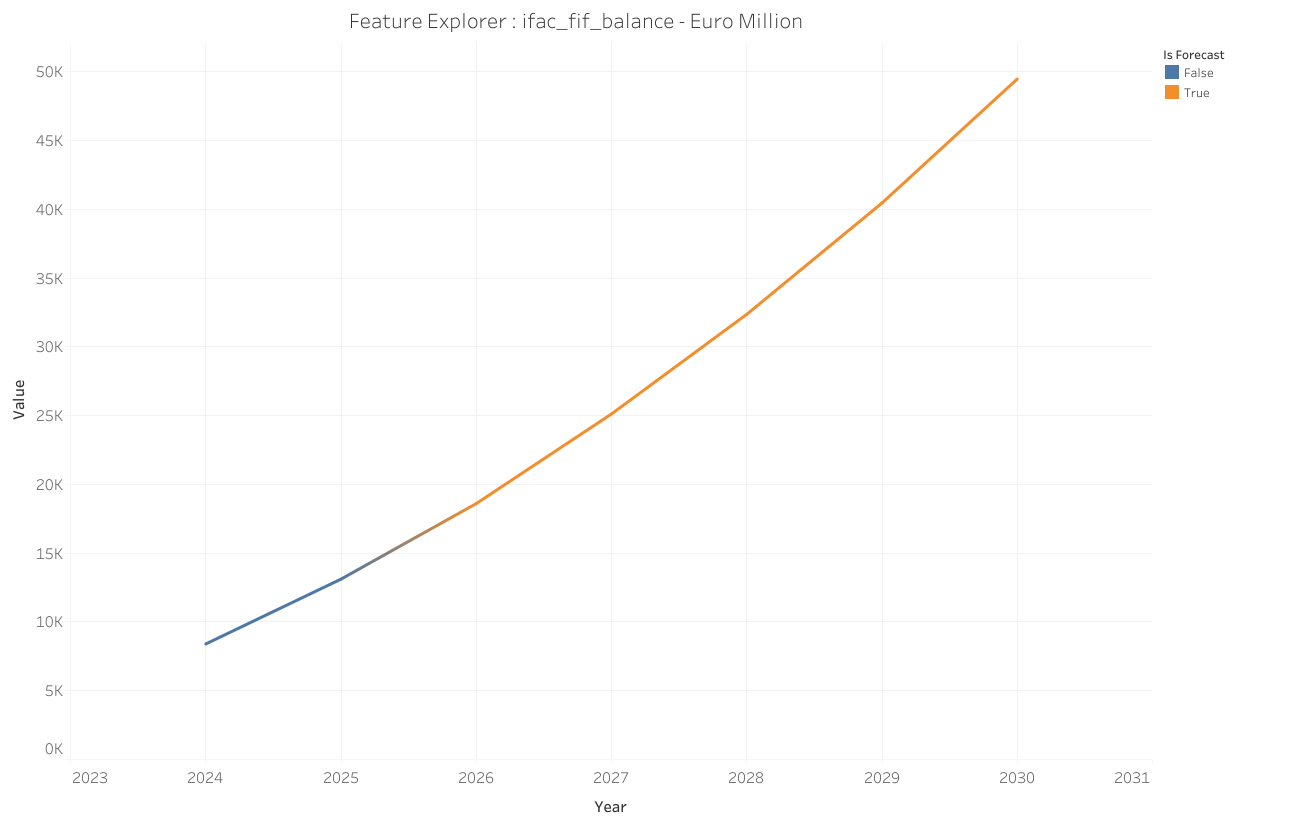 Feature Explorer : ifac_fif_balance - Euro Million
Is Forecast
False
True
50K
45K
40K
35K
30K
25K
20K
15K
10K
5K
0K
Value
2023 2024 2025 2026 2027 2028 2029 2030 2031
Year